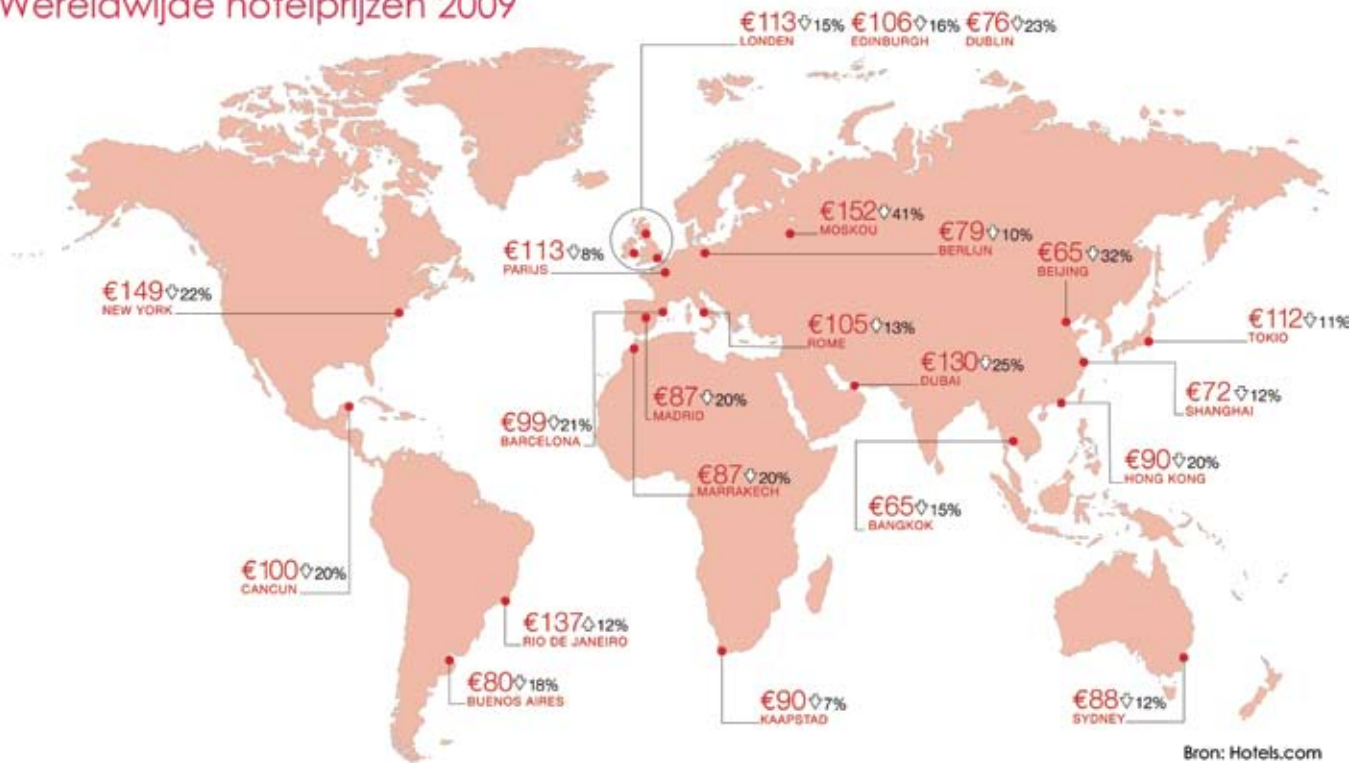 Wereldwijde hotelprijzen 2009
€113 15% €106 16% €76 23%
LONDEN EDINBURGH DUBLIN
€152 41%
MOSKOU
€79 10%
BERLIJN
€113 8%
PARIJS
€65 32%
BEIJING
€149 22%
NEW YORK
€105 13%
ROME
€112 11%
TOKIO
€130 25%
DUBAI
€87 20%
MADRID
€72 12%
SHANGHAI
€99 21%
BARCELONA
€90 20%
HONG KONG
€87 20%
MARRAKECH
€65 15%
BANGKOK
€100 20%
CANCUN
€137 12%
RIO DE JANEIRO
€80 18%
BUENOS AIRES
€90 7%
KAAPSTAD
€88 12%
SYDNEY
Bron: Hotels.com